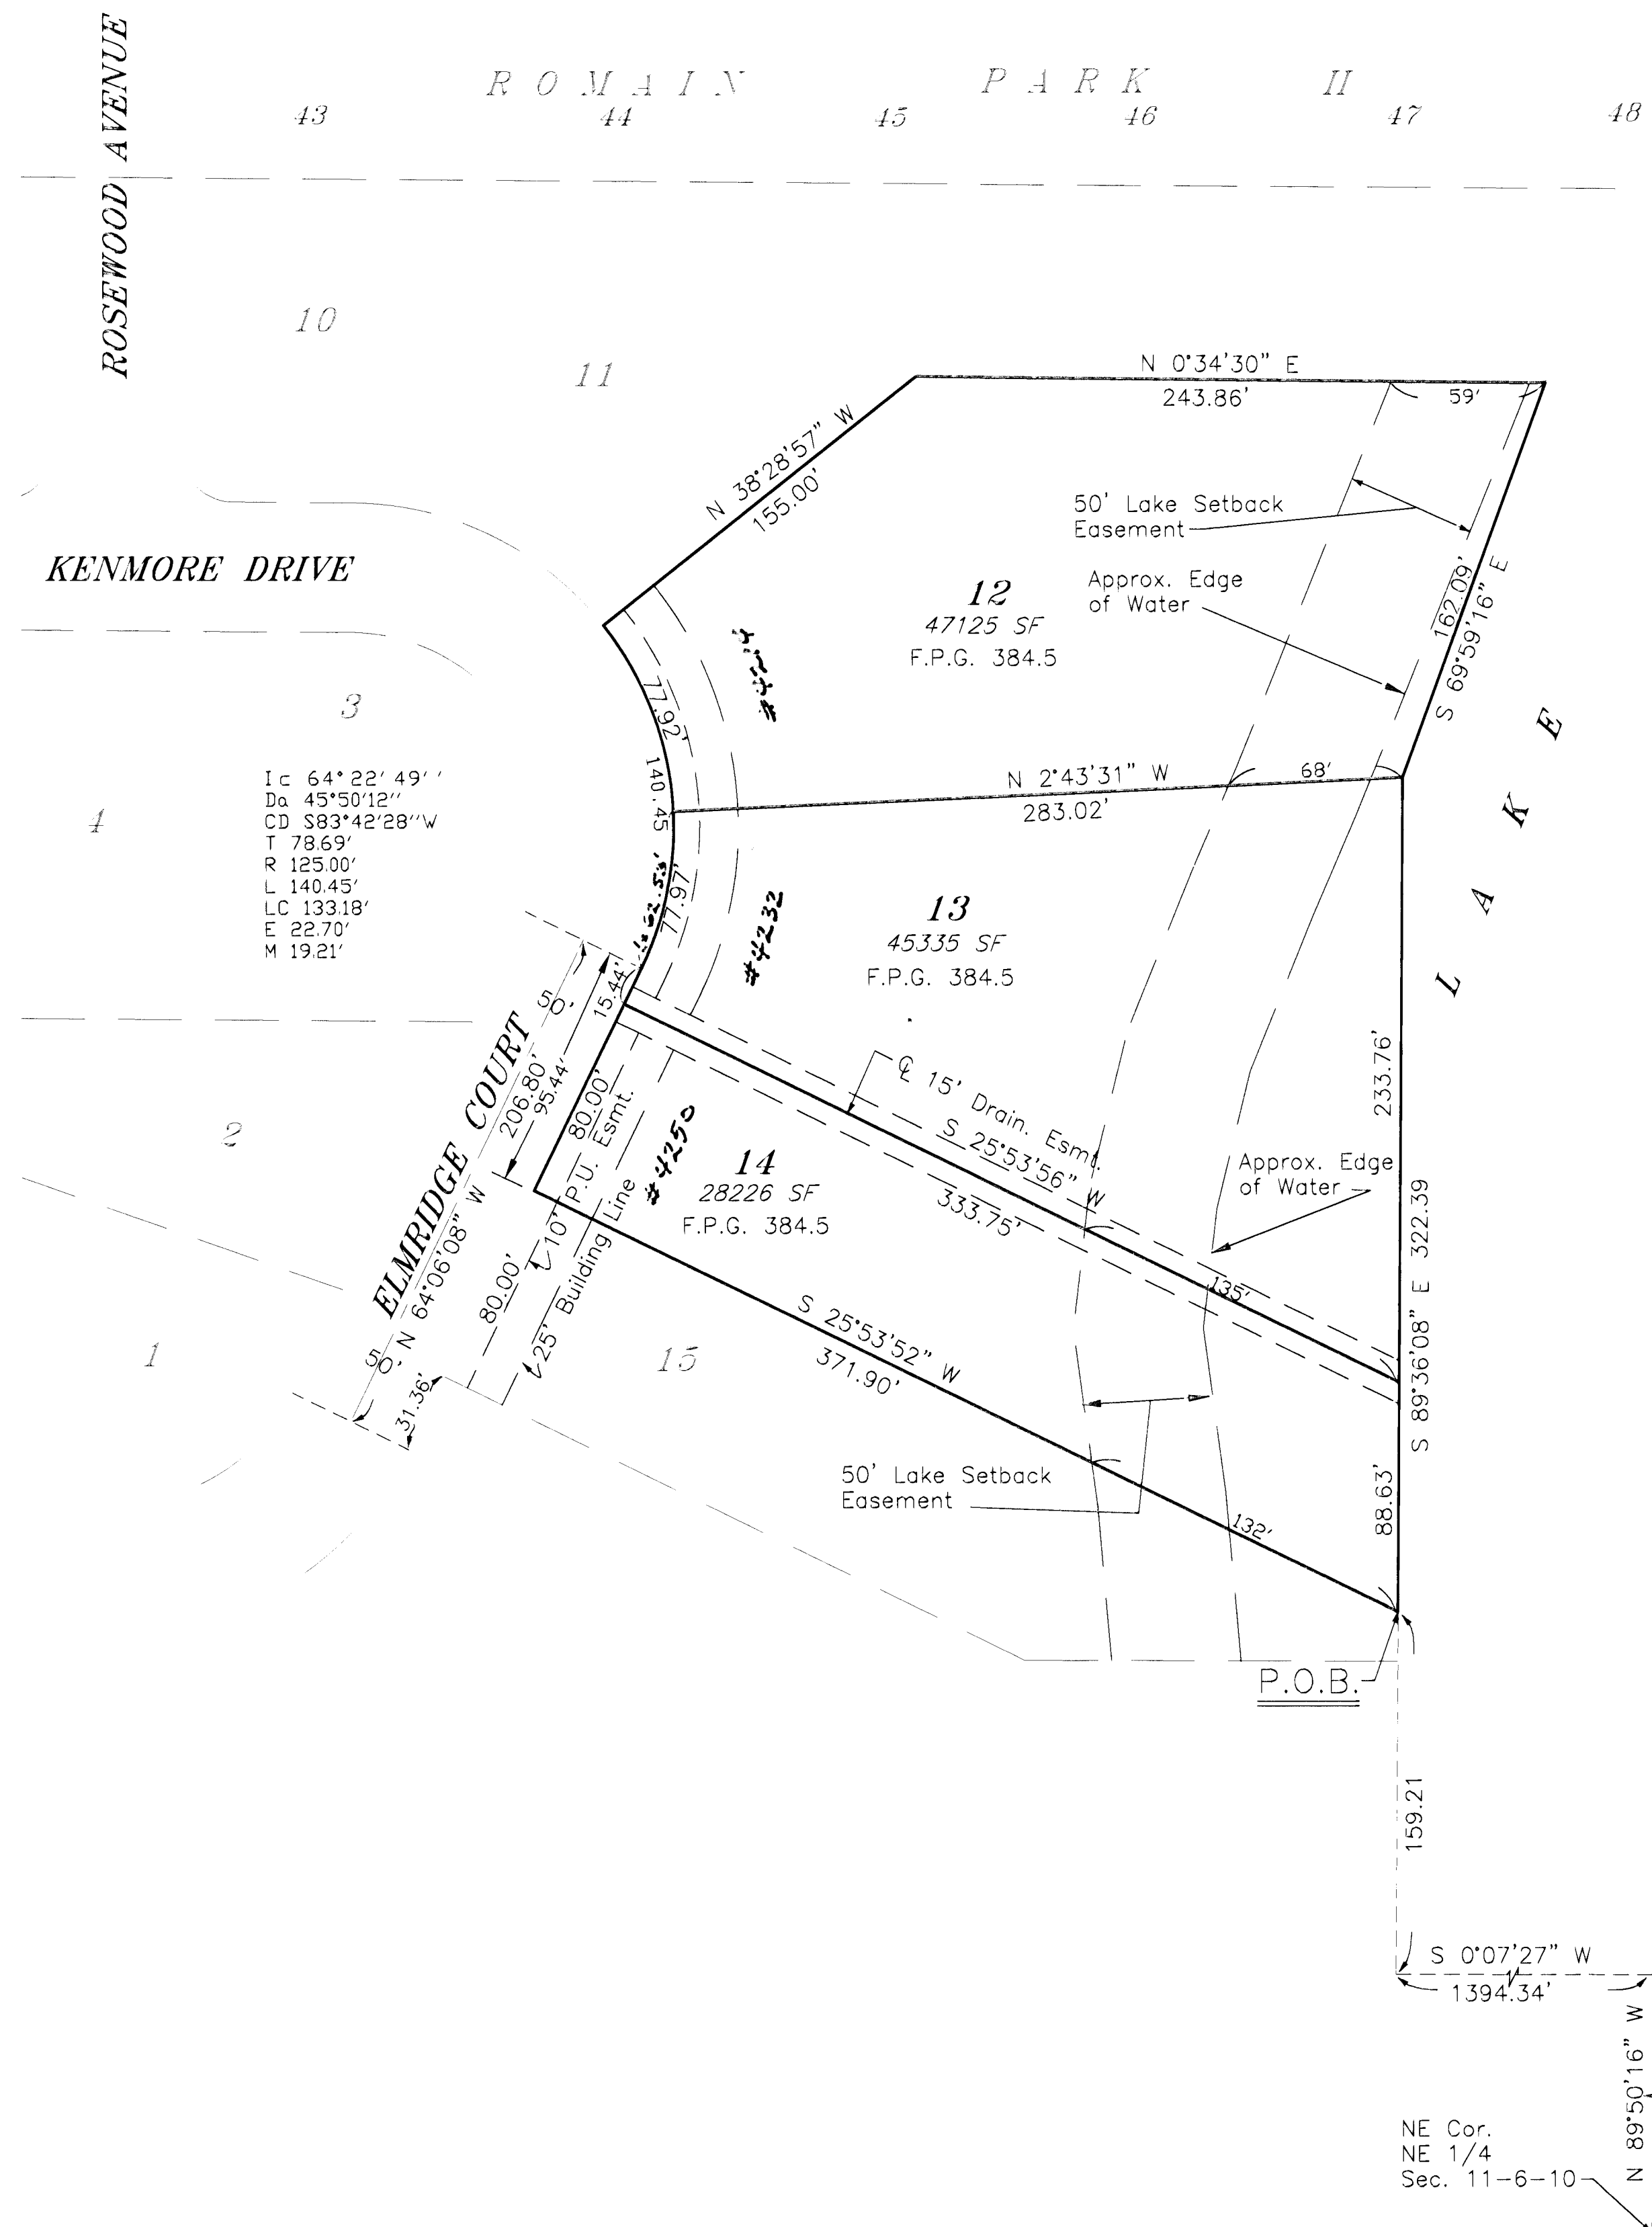 ROSEWOOD AVENUE
ROMAIN PARK II
43 44 45 46 47 48
10
11
N 0°34'30" E
243.86'
59'
N 38°28'57" W
155.00'
50' Lake Setback
Easement
KENMORE DRIVE
Approx. Edge
of Water
12
47125 SF
F.P.G. 384.5
162.09'
S 69°59'16" E
LAKE
3
77.92'
140.45
N 2°43'31" W
283.02'
68'
4
Ic 64°22'49''
Da 45°50'12''
CD S83°42'28''W
T 78.69'
R 125.00'
L 140.45'
LC 133.18'
E 22.70'
M 19.21'
62.53'
77.97'
#4232
13
45335 SF
F.P.G. 384.5
15.44'
50'
ELMRIDGE COURT
206.80'
95.44'
N 64°06'08" W
80.00'
10' P.U. Esmt.
25' Building Line
80.00'
50'
31.36'
2
1
15
℄ 15' Drain. Esmt.
S 25°53'56" W
333.75'
135'
233.76'
#4250
14
28226 SF
F.P.G. 384.5
Approx. Edge
of Water
S 89°36'08" E 322.39
S 25°53'52" W
371.90'
50' Lake Setback
Easement
132'
88.63'
P.O.B.
159.21
S 0°07'27" W
1394.34'
N 89°50'16" W
NE Cor.
NE 1/4
Sec. 11-6-10